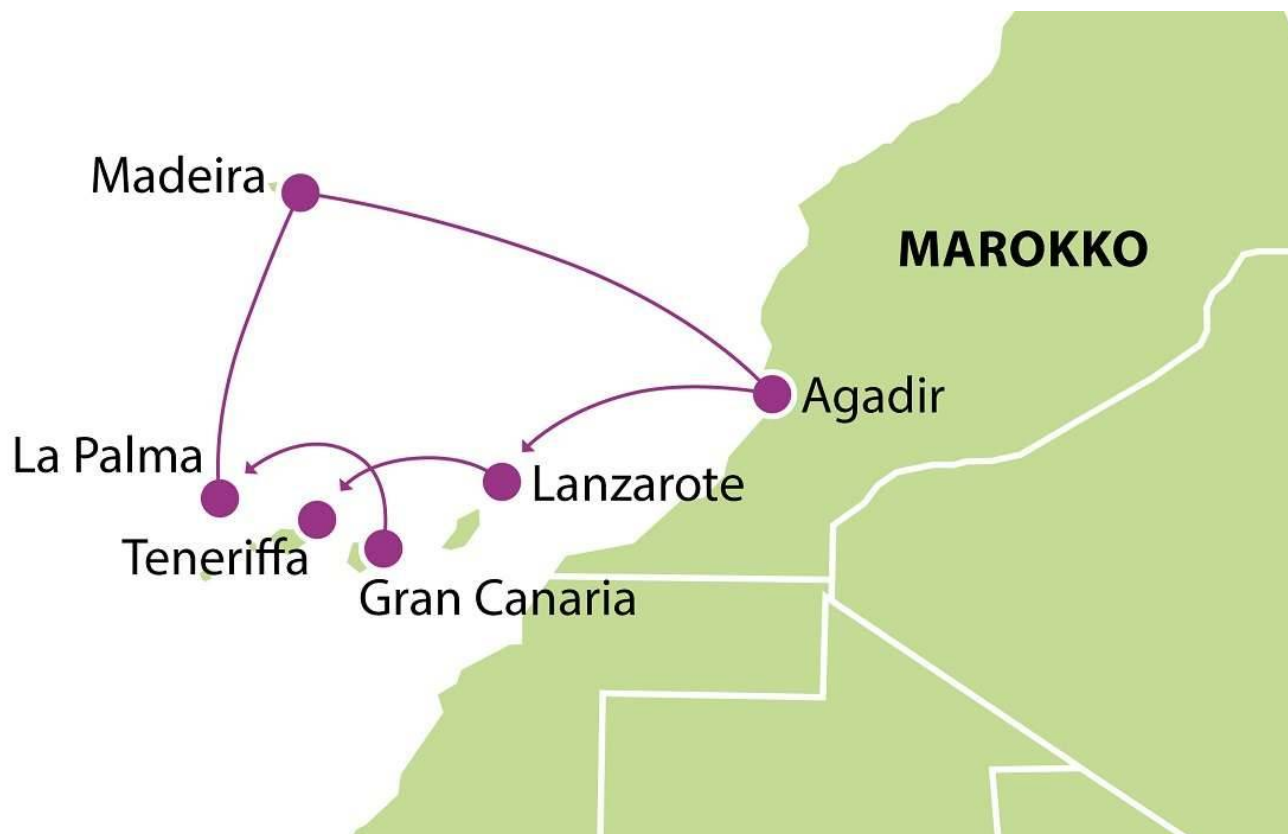 Madeira
MAROKKO
Agadir
La Palma
Lanzarote
Teneriffa
Gran Canaria